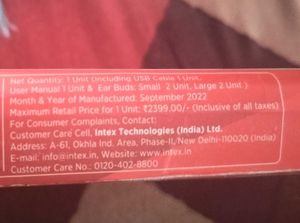 Net Quantity: 1 Unit (Including USB Cable 1 Unit,
User Manual 1 Unit & Ear Buds: Small 2 Unit, Large 2 Unit )
Month & Year of Manufactured: September 2022
Maximum Retail Price for 1 Unit: ₹2399.00/- (Inclusive of all taxes)
For Consumer Complaints, Contact:
Customer Care Cell, Intex Technologies (India) Ltd.
Address: A-61, Okhla Ind. Area, Phase-II, New Delhi-110020 (India)
E-mail: info@intex.in, Website: www.intex.in
Customer Care No.: 0120-402-8800